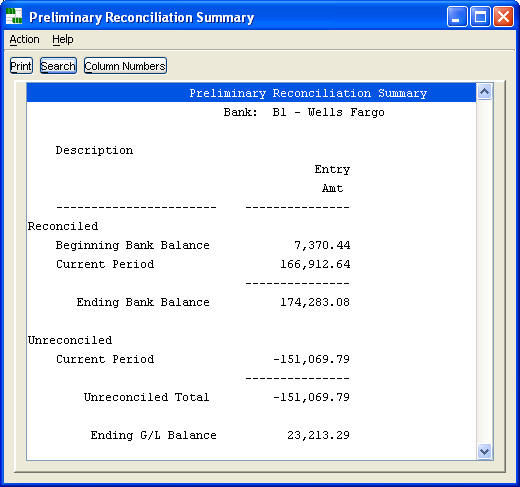 Preliminary Reconciliation Summary
Action Help
Print Search Column Numbers
Preliminary Reconciliation Summary
Bank: B1 - Wells Fargo
Description
Entry
Amt
----------------------- ---------------
Reconciled
Beginning Bank Balance 7,370.44
Current Period 166,912.64
---------------
Ending Bank Balance 174,283.08
Unreconciled
Current Period -151,069.79
---------------
Unreconciled Total -151,069.79
Ending G/L Balance 23,213.29